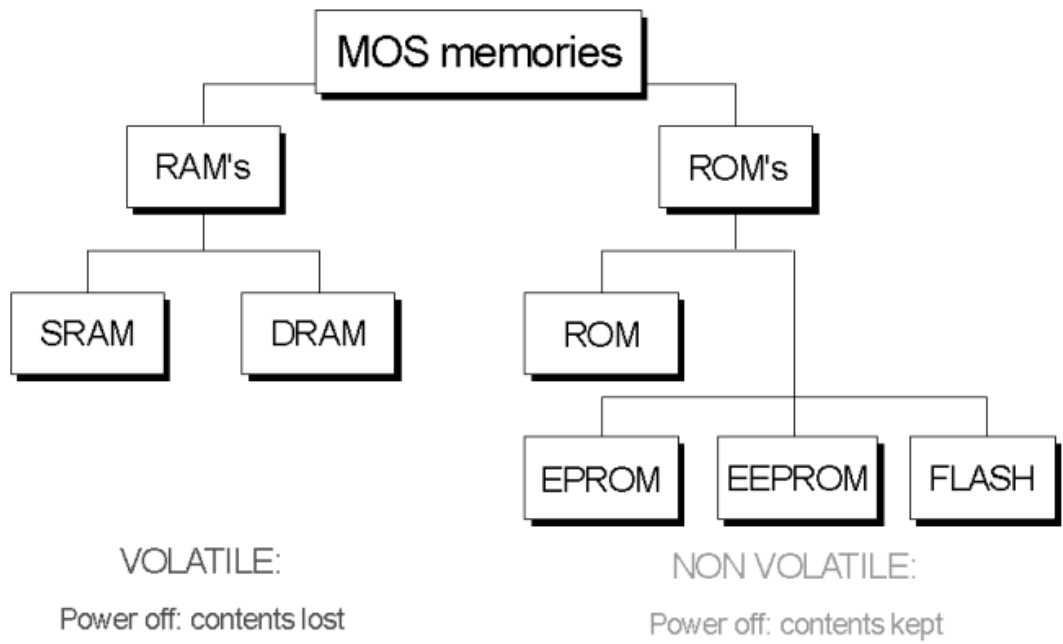 MOS memories
RAM's
ROM's
SRAM
DRAM
ROM
EPROM
EEPROM
FLASH
VOLATILE:
Power off: contents lost
NON VOLATILE:
Power off: contents kept